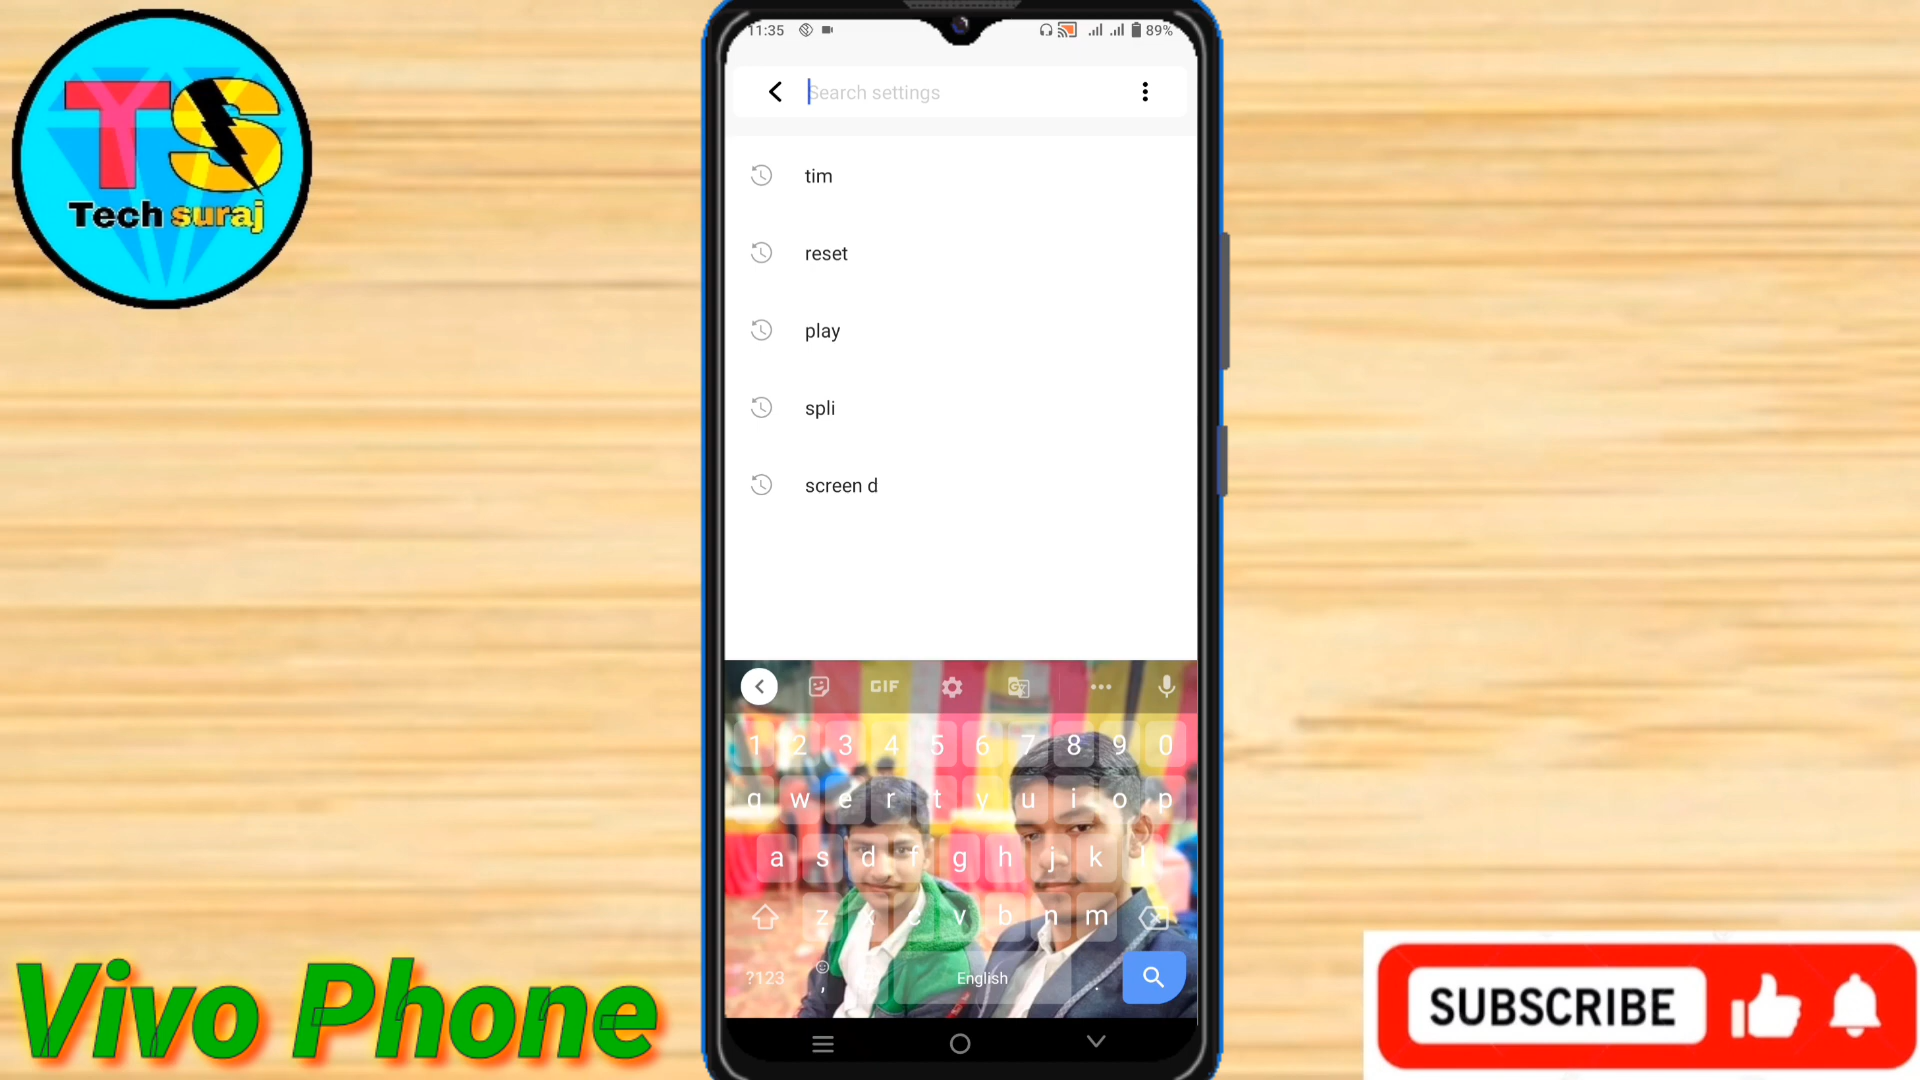 TS
Tech suraj
11:35
89%
Search settings
tim
reset
play
spli
screen d
GIF
1 2 3 4 5 6 7 8 9 0
q w e r t y u i o p
a s d f g h j k l
z x c v b n m
?123 , English .
Vivo Phone
SUBSCRIBE